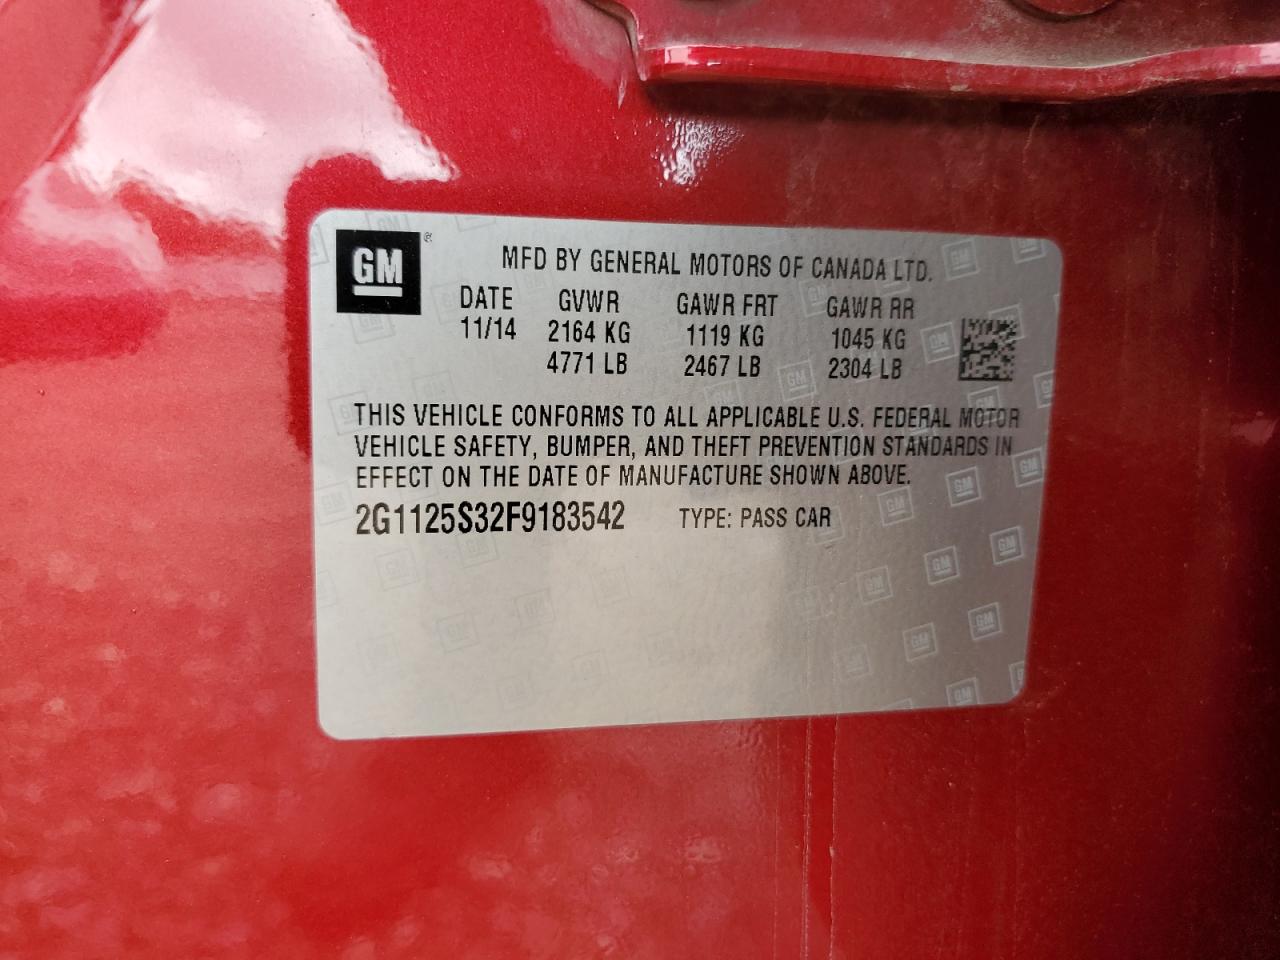 GM ®
MFD BY GENERAL MOTORS OF CANADA LTD.
DATE GVWR GAWR FRT GAWR RR
11/14 2164 KG 1119 KG 1045 KG
4771 LB 2467 LB 2304 LB
THIS VEHICLE CONFORMS TO ALL APPLICABLE U.S. FEDERAL MOTOR
VEHICLE SAFETY, BUMPER, AND THEFT PREVENTION STANDARDS IN
EFFECT ON THE DATE OF MANUFACTURE SHOWN ABOVE.
2G1125S32F9183542 TYPE: PASS CAR